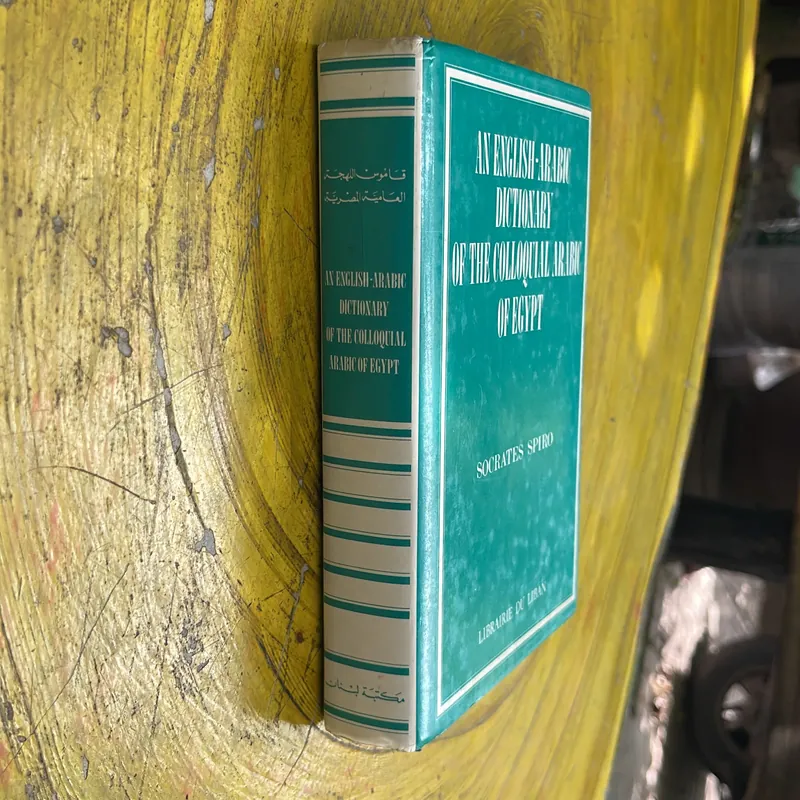 قاموس اللهجة
العامية المصرية
AN ENGLISH-ARABIC
DICTIONARY
OF THE COLLOQUIAL
ARABIC OF EGYPT
مكتبة لبنان
AN ENGLISH-ARABIC
DICTIONARY
OF THE COLLOQUIAL ARABIC
OF EGYPT
SOCRATES SPIRO
LIBRAIRIE DU LIBAN